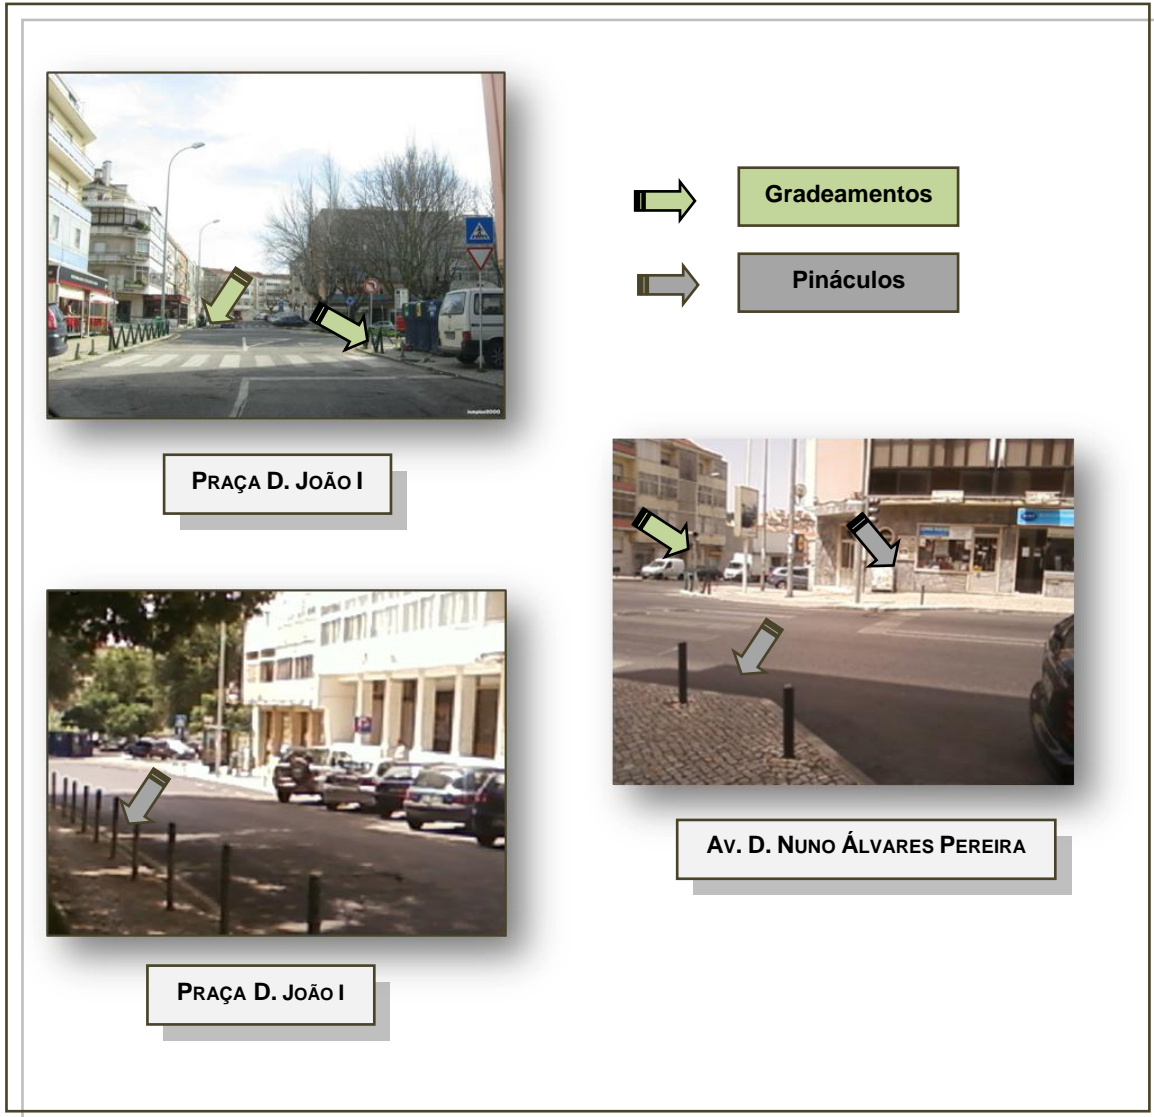 Gradeamentos
Pináculos
PRAÇA D. JOÃO I
AV. D. NUNO ÁLVARES PEREIRA
PRAÇA D. JOÃO I